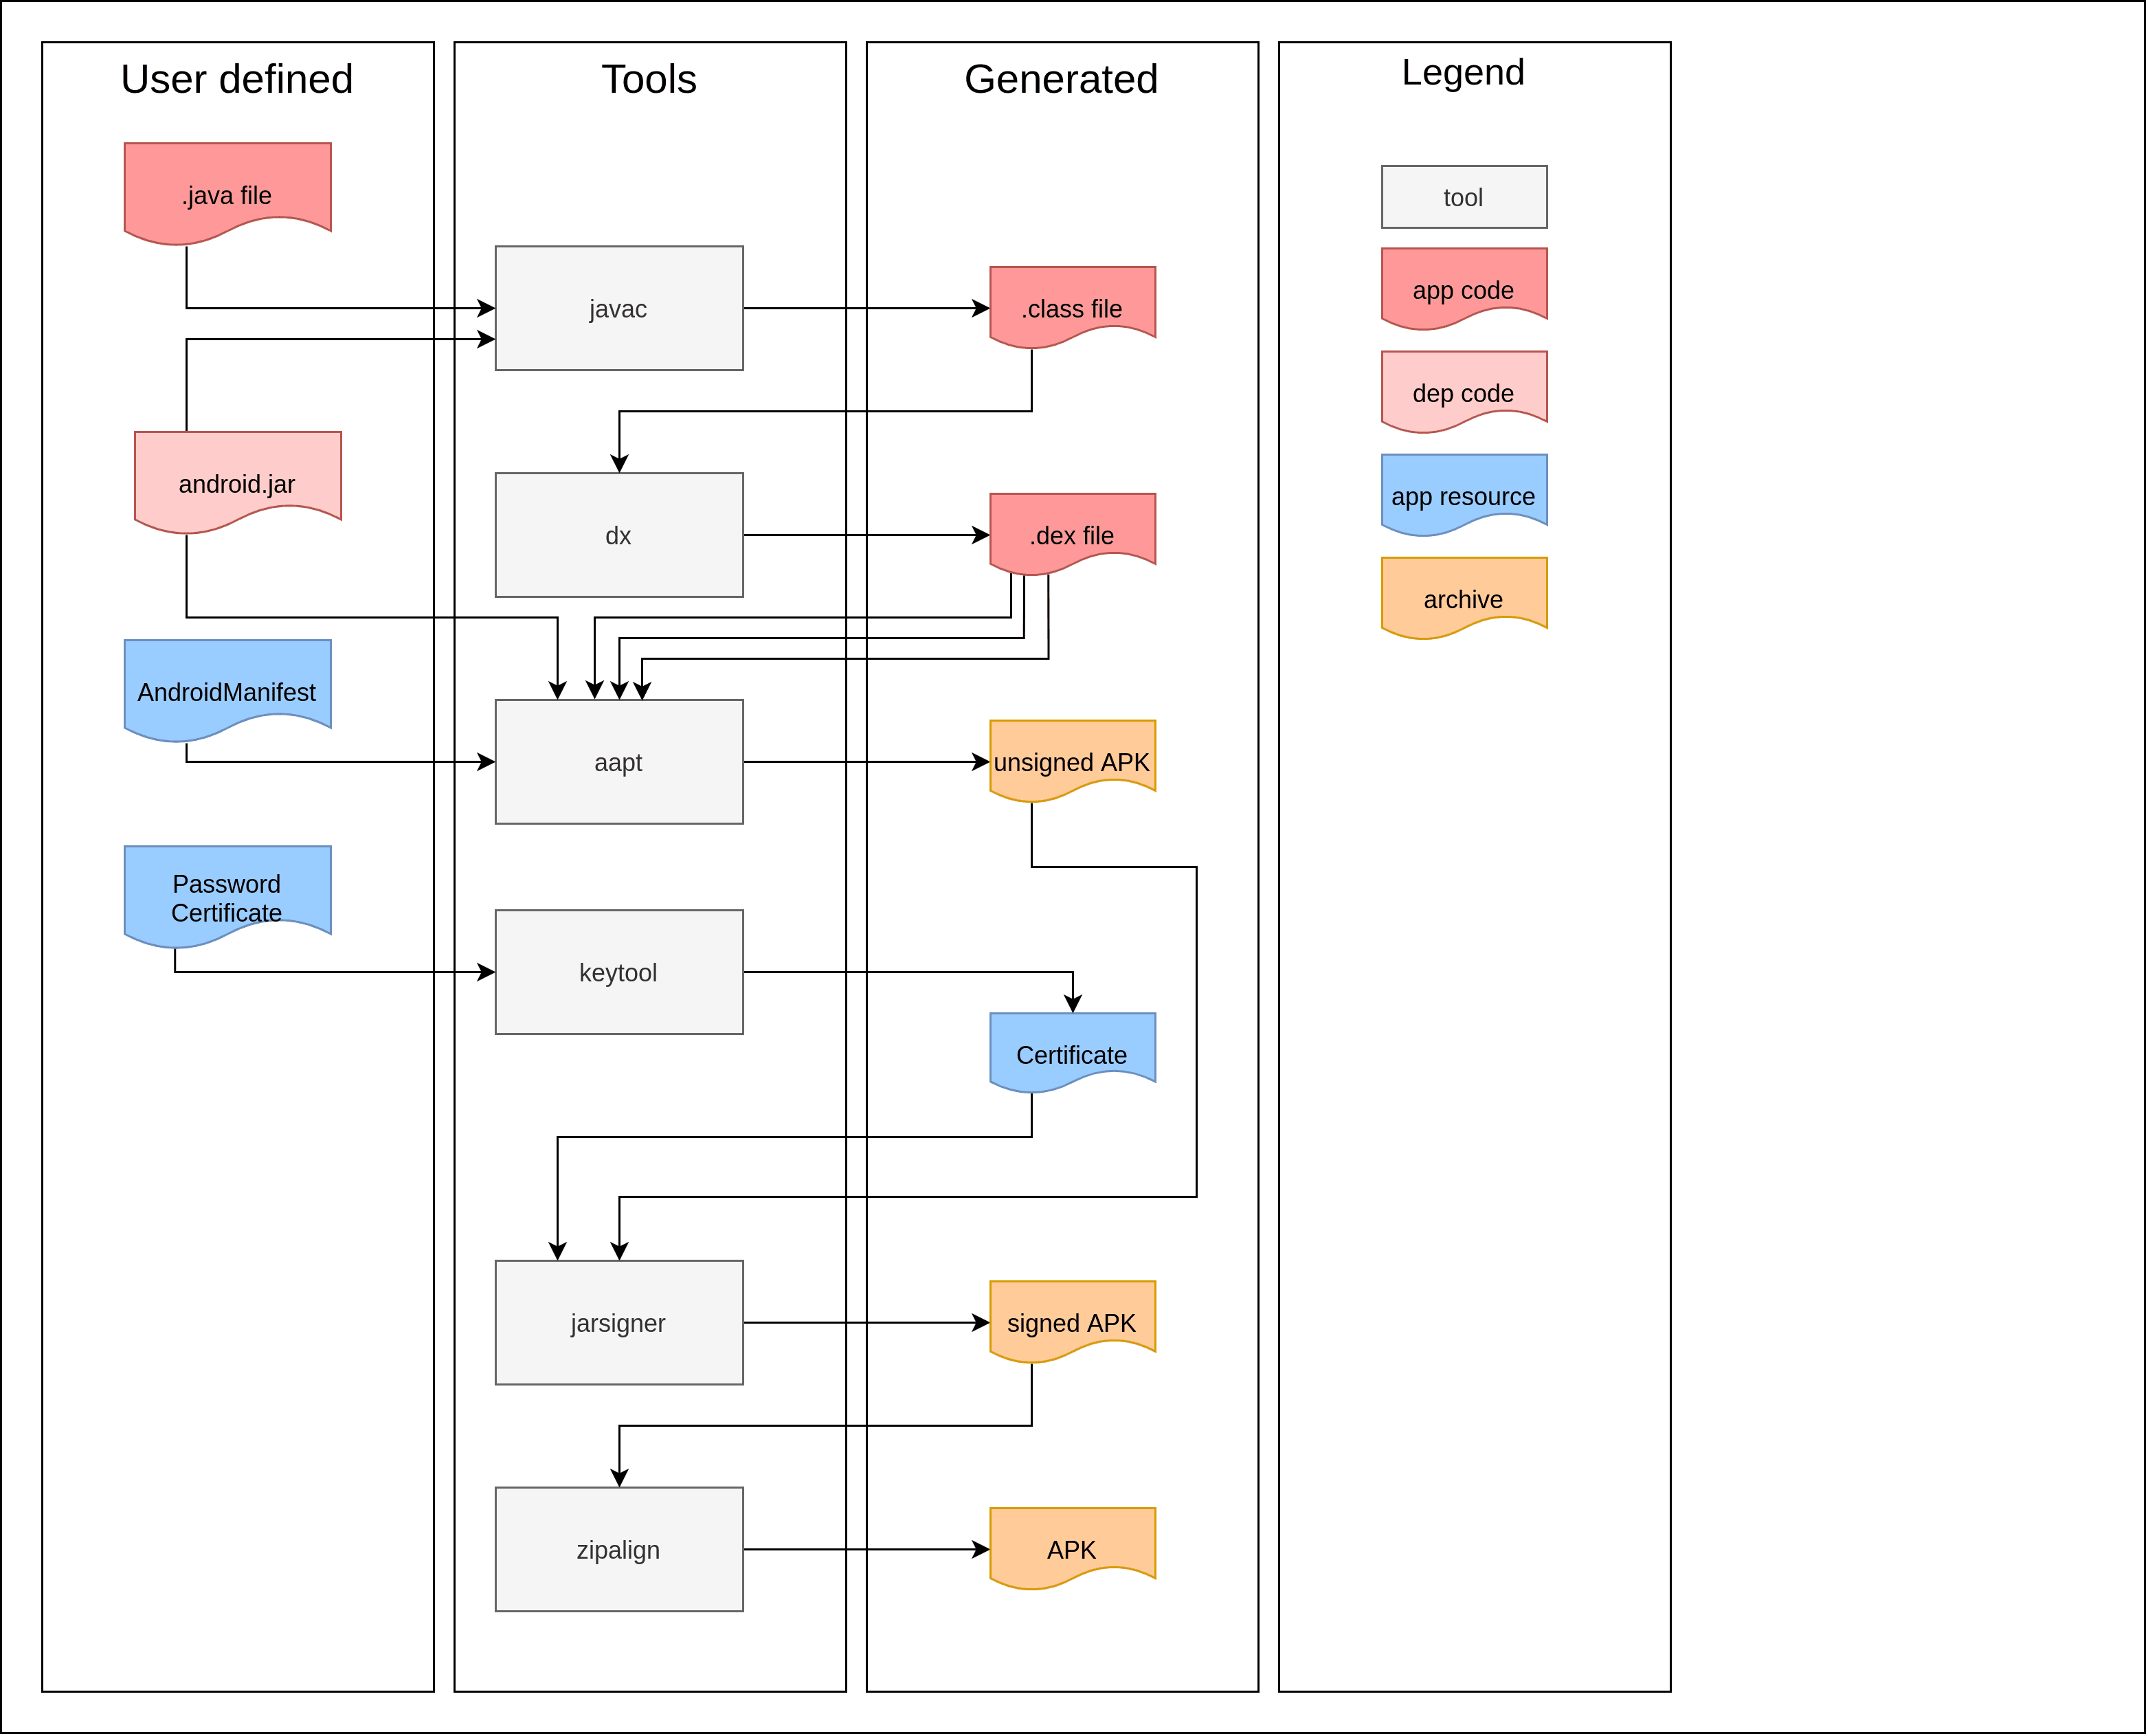 User defined
Tools
Generated
Legend
.java file
tool
javac
.class file
app code
android.jar
dx
.dex file
dep code
app resource
archive
AndroidManifest
aapt
unsigned APK
Password
Certificate
keytool
Certificate
jarsigner
signed APK
zipalign
APK